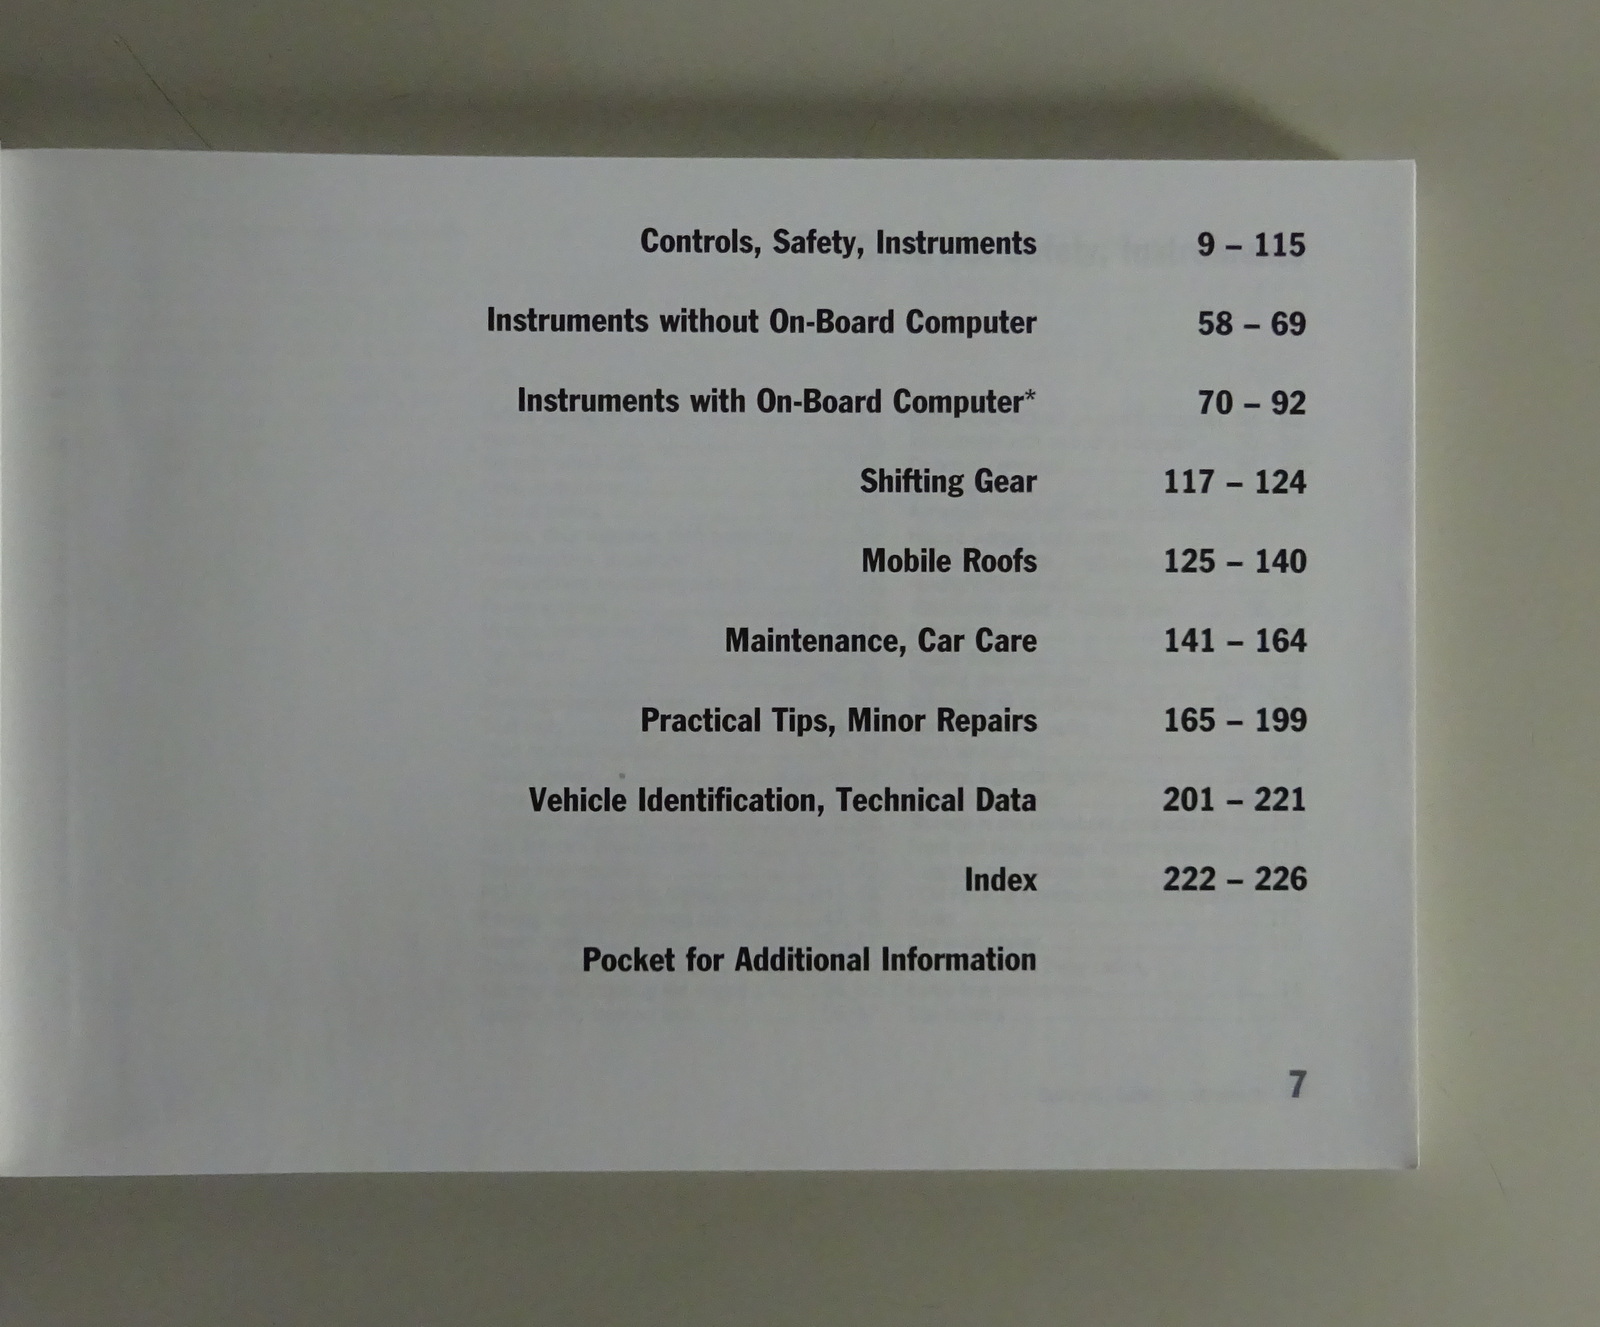 Controls, Safety, Instruments 9 – 115
Instruments without On-Board Computer 58 – 69
Instruments with On-Board Computer* 70 – 92
Shifting Gear 117 – 124
Mobile Roofs 125 – 140
Maintenance, Car Care 141 – 164
Practical Tips, Minor Repairs 165 – 199
Vehicle Identification, Technical Data 201 – 221
Index 222 – 226
Pocket for Additional Information
7